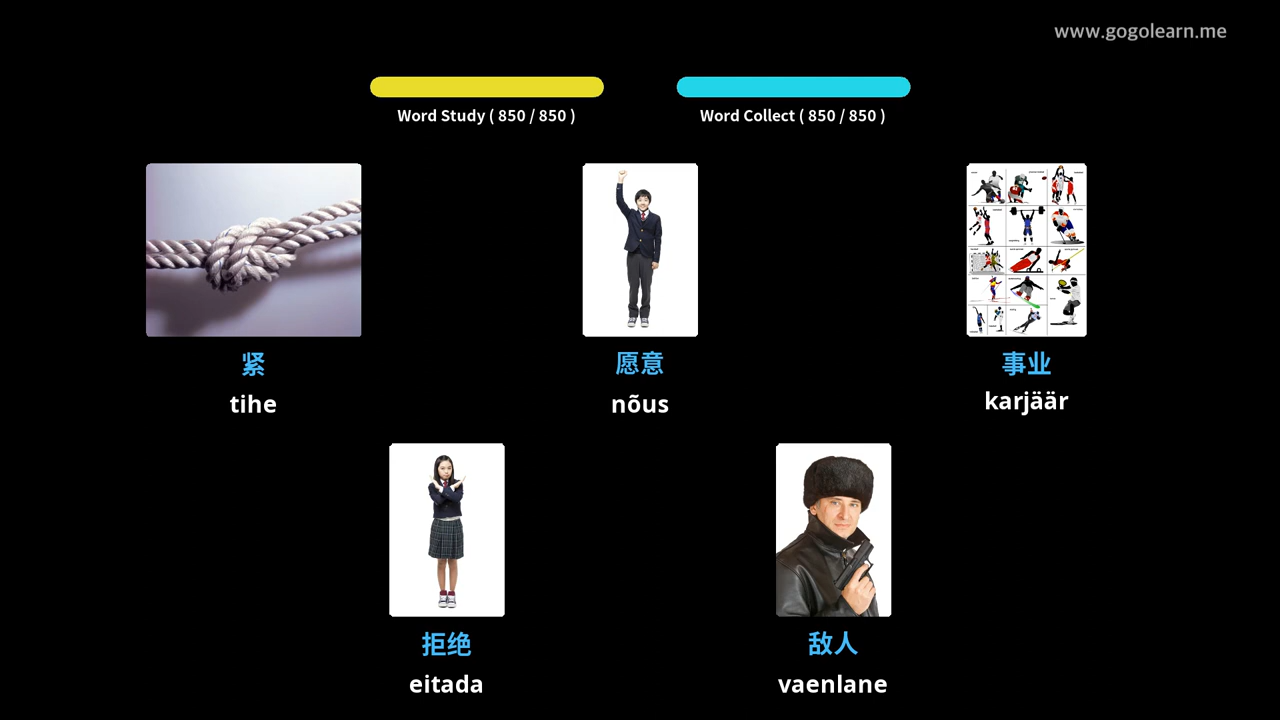 www.gogolearn.me
Word Study ( 850 / 850 )
Word Collect ( 850 / 850 )
紧
tihe
愿意
nõus
事业
karjäär
拒绝
eitada
敌人
vaenlane